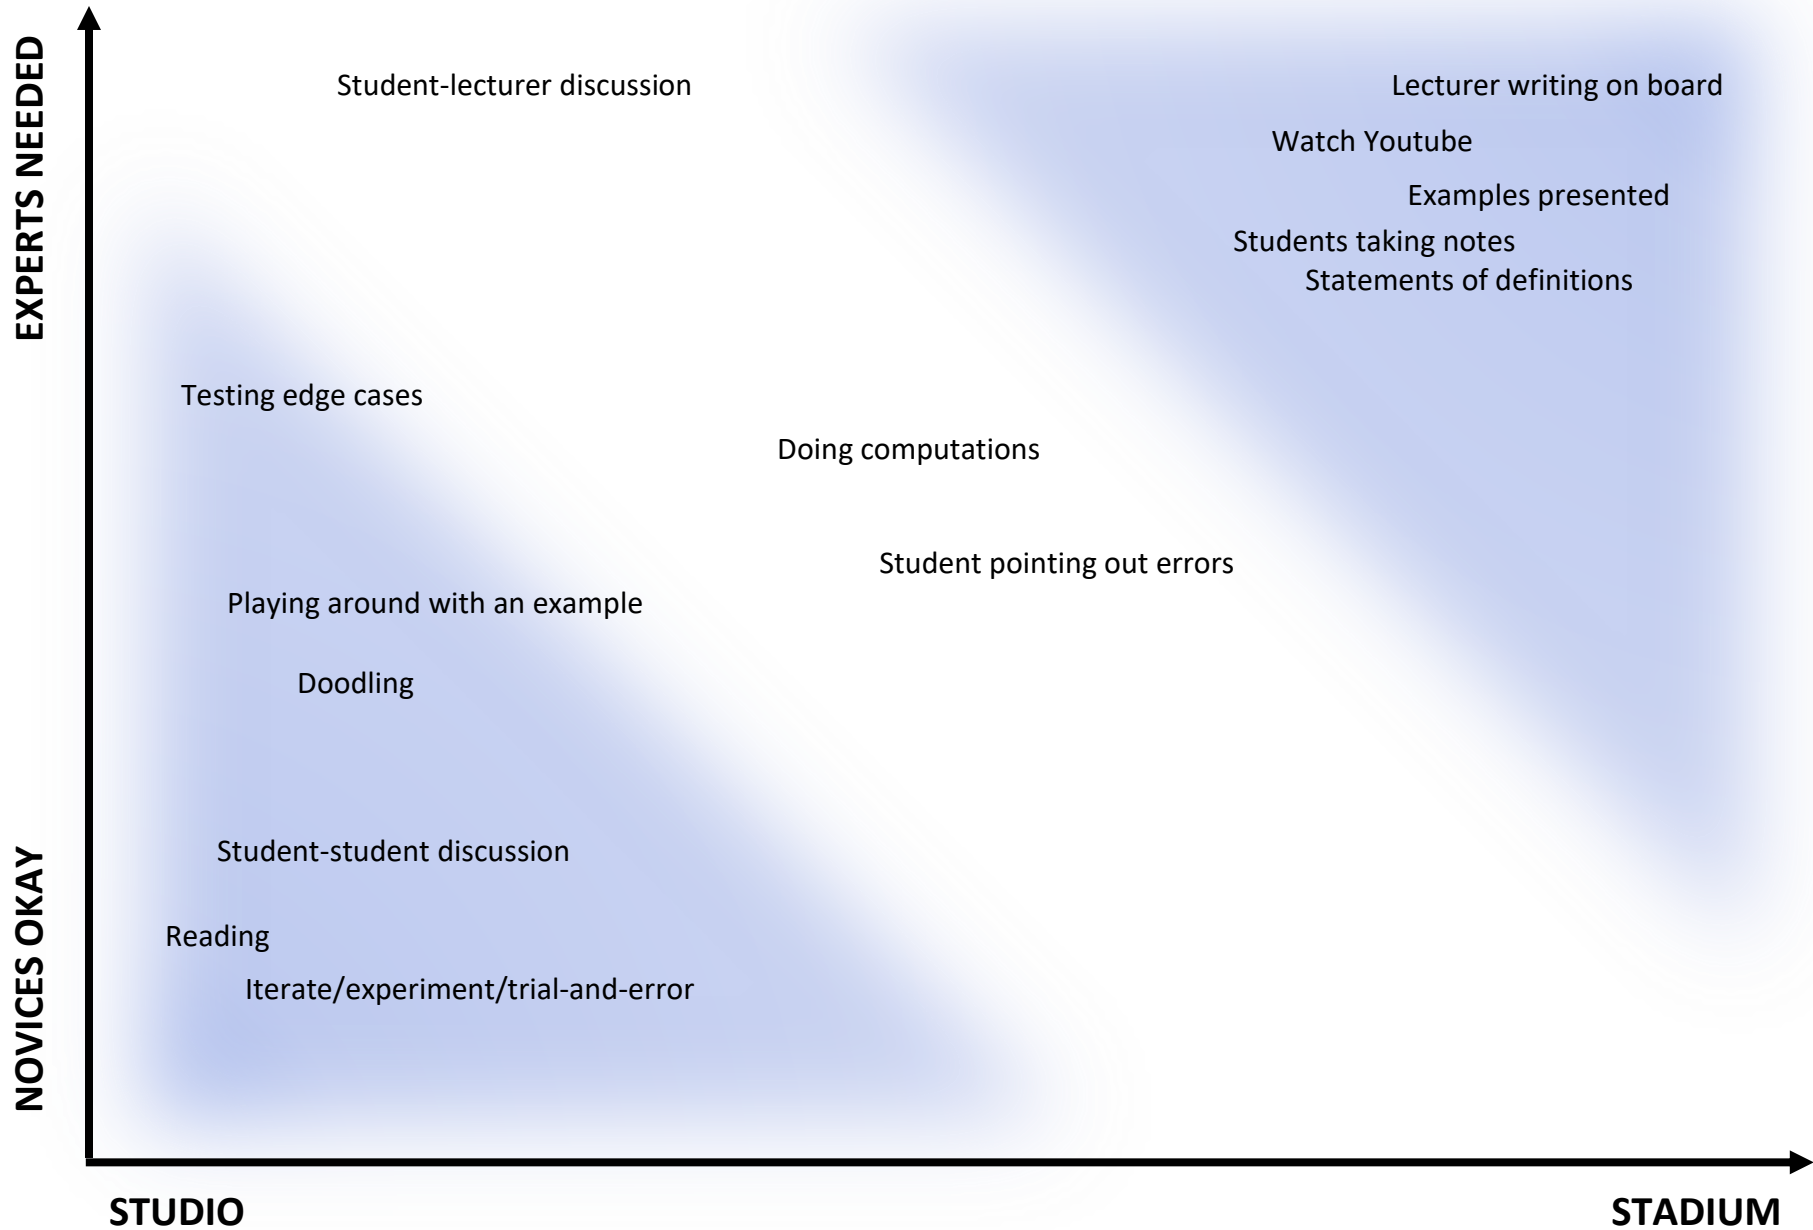 EXPERTS NEEDED
Student-lecturer discussion
Lecturer writing on board
Watch Youtube
Examples presented
Students taking notes
Statements of definitions
Testing edge cases
Doing computations
Student pointing out errors
Playing around with an example
Doodling
Student-student discussion
NOVICES OKAY
Reading
Iterate/experiment/trial-and-error
STUDIO
STADIUM